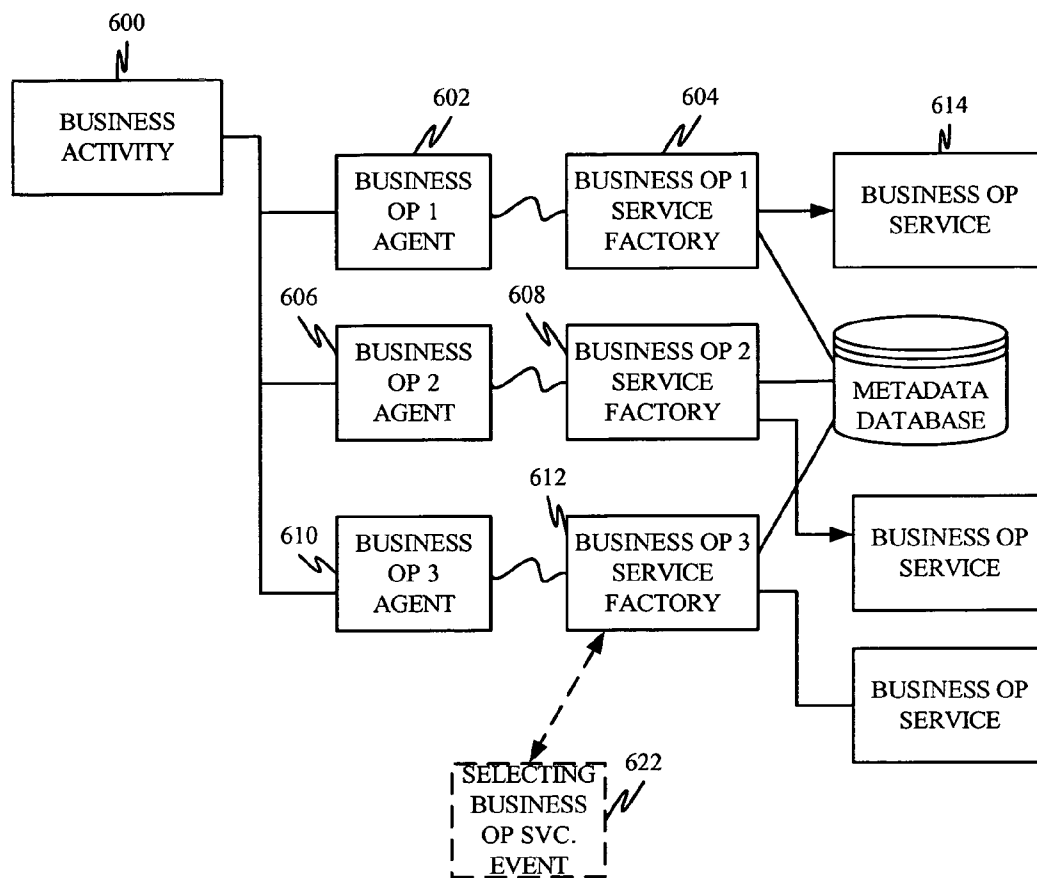 600
BUSINESS
ACTIVITY
602
BUSINESS
OP 1
AGENT
604
BUSINESS OP 1
SERVICE
FACTORY
614
BUSINESS OP
SERVICE
606
BUSINESS
OP 2
AGENT
608
BUSINESS OP 2
SERVICE
FACTORY
METADATA
DATABASE
610
BUSINESS
OP 3
AGENT
612
BUSINESS OP 3
SERVICE
FACTORY
BUSINESS OP
SERVICE
BUSINESS OP
SERVICE
622
SELECTING
BUSINESS
OP SVC.
EVENT